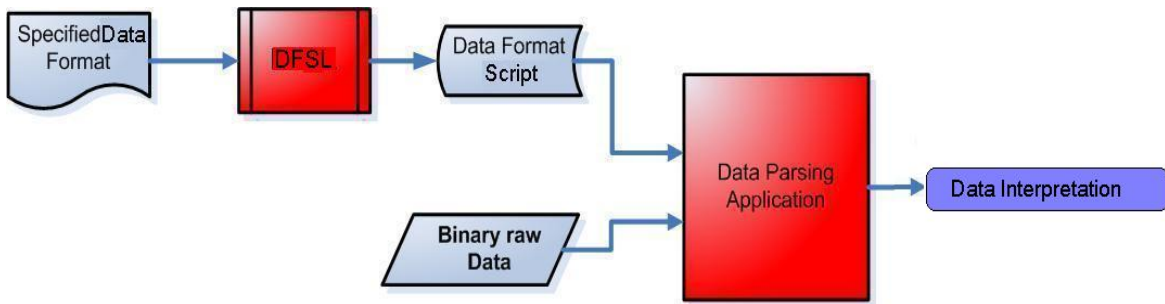 SpecifiedData
Format
DFSL
Data Format
Script
Data Parsing
Application
Data Interpretation
Binary raw
Data